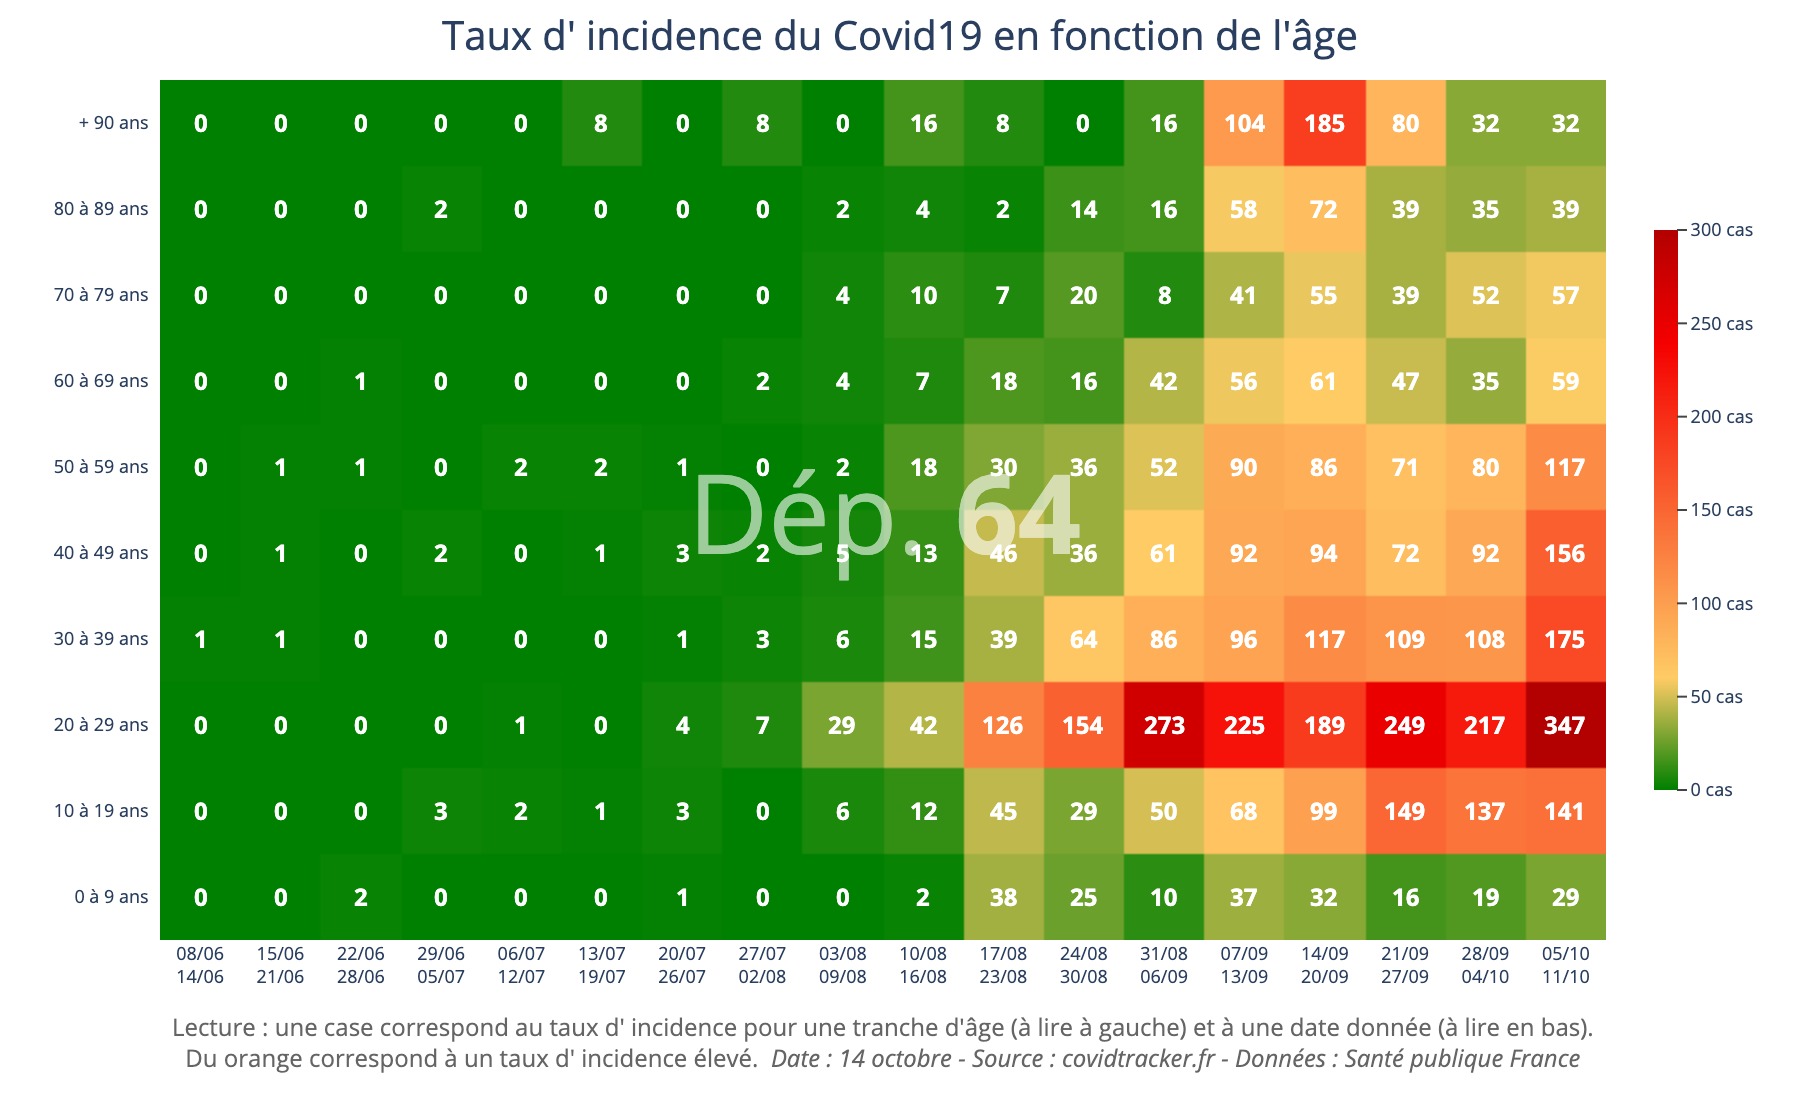 Taux d' incidence du Covid19 en fonction de l'âge
+ 90 ans 0 0 0 0 0 8 0 8 0 16 8 0 16 104 185 80 32 32
80 à 89 ans 0 0 0 2 0 0 0 0 2 4 2 14 16 58 72 39 35 39
70 à 79 ans 0 0 0 0 0 0 0 0 4 10 7 20 8 41 55 39 52 57
60 à 69 ans 0 0 1 0 0 0 0 2 4 7 18 16 42 56 61 47 35 59
50 à 59 ans 0 1 1 0 2 2 1 0 2 18 30 36 52 90 86 71 80 117
Dép. 64
40 à 49 ans 0 1 0 2 0 1 3 2 5 13 46 36 61 92 94 72 92 156
30 à 39 ans 1 1 0 0 0 0 1 3 6 15 39 64 86 96 117 109 108 175
20 à 29 ans 0 0 0 0 1 0 4 7 29 42 126 154 273 225 189 249 217 347
10 à 19 ans 0 0 0 3 2 1 3 0 6 12 45 29 50 68 99 149 137 141
0 à 9 ans 0 0 2 0 0 0 1 0 0 2 38 25 10 37 32 16 19 29
08/06 15/06 22/06 29/06 06/07 13/07 20/07 27/07 03/08 10/08 17/08 24/08 31/08 07/09 14/09 21/09 28/09 05/10
14/06 21/06 28/06 05/07 12/07 19/07 26/07 02/08 09/08 16/08 23/08 30/08 06/09 13/09 20/09 27/09 04/10 11/10
300 cas
250 cas
200 cas
150 cas
100 cas
50 cas
0 cas
Lecture : une case correspond au taux d' incidence pour une tranche d'âge (à lire à gauche) et à une date donnée (à lire en bas).
Du orange correspond à un taux d' incidence élevé. Date : 14 octobre - Source : covidtracker.fr - Données : Santé publique France